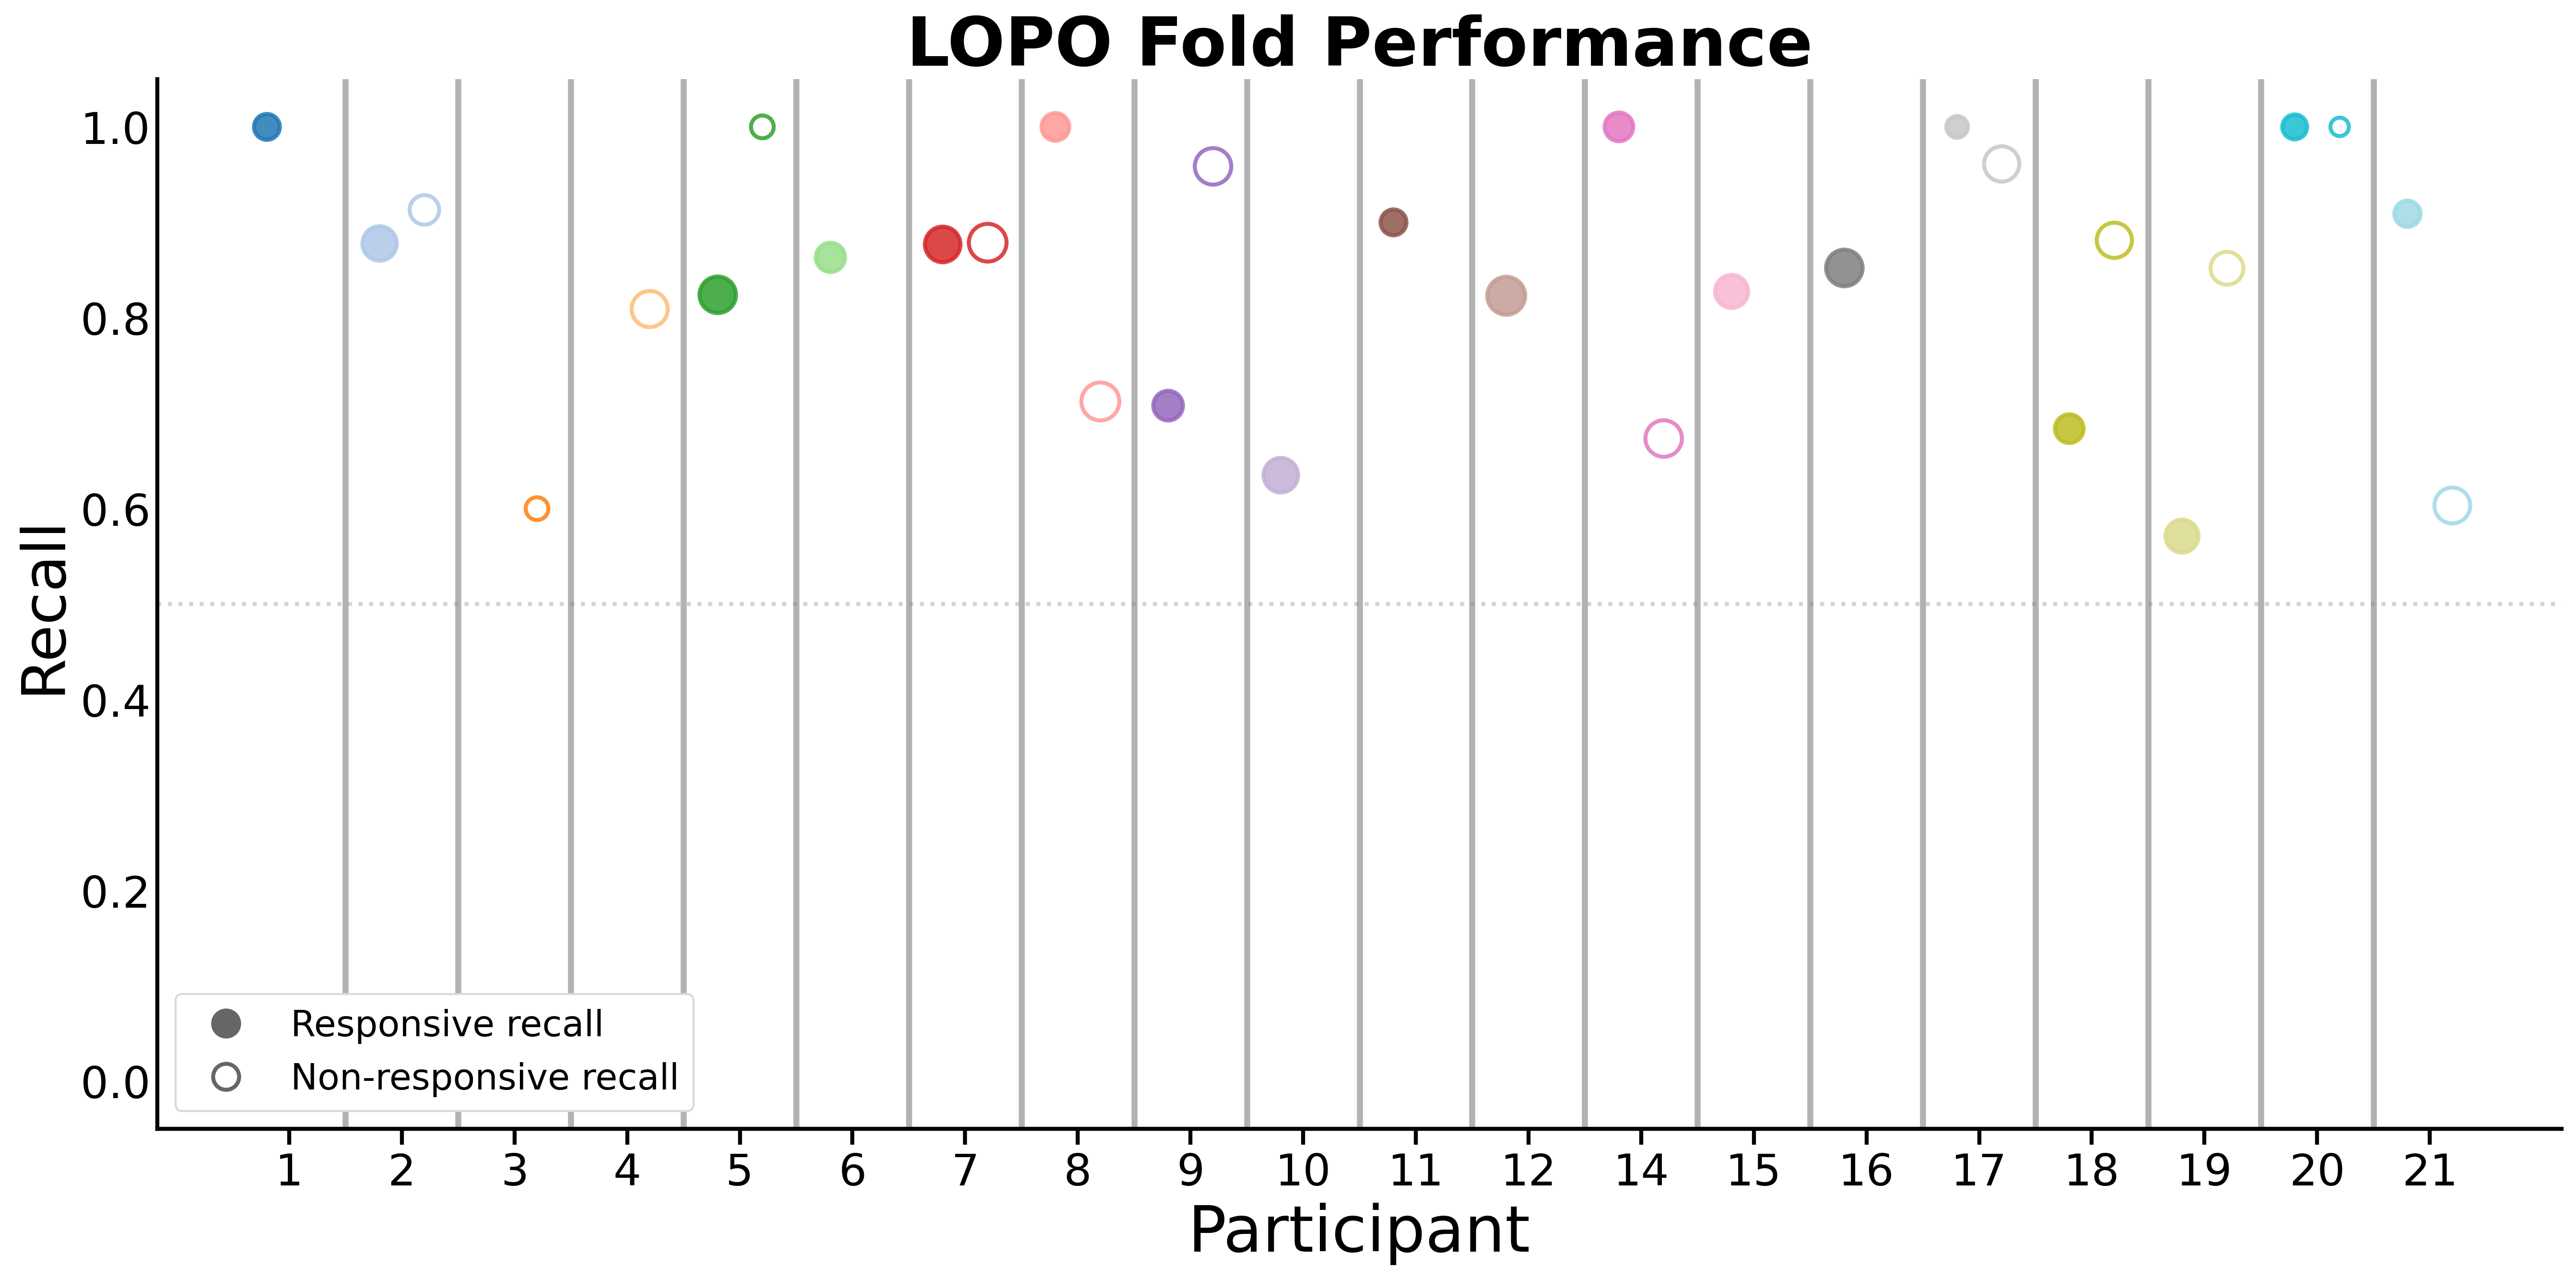 LOPO Fold Performance
Recall
1.0
0.8
0.6
0.4
0.2
0.0
Responsive recall
Non-responsive recall
1 2 3 4 5 6 7 8 9 10 11 12 14 15 16 17 18 19 20 21
Participant